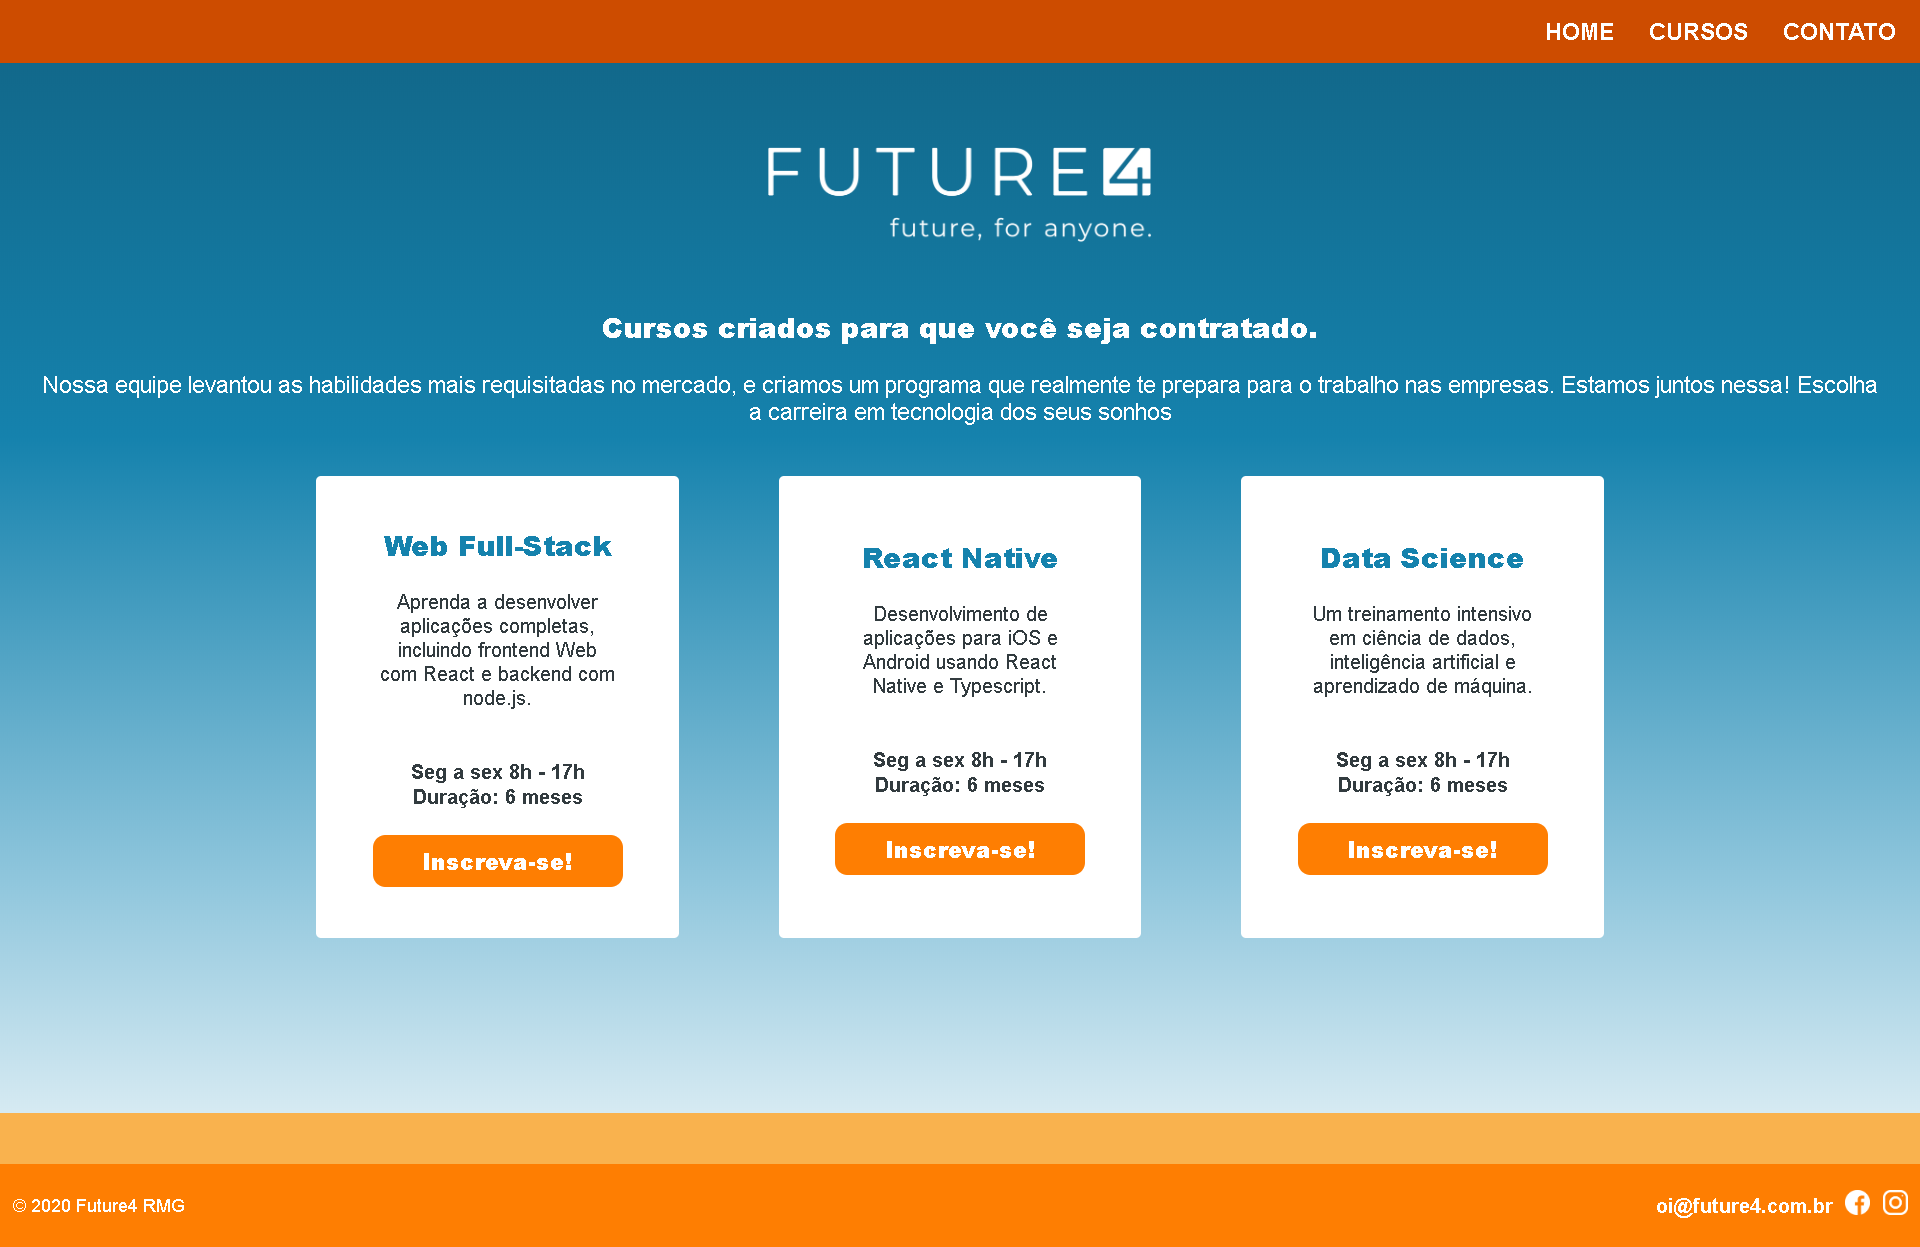 HOME CURSOS CONTATO
FUTURE4
future, for anyone.
Cursos criados para que você seja contratado.
Nossa equipe levantou as habilidades mais requisitadas no mercado, e criamos um programa que realmente te prepara para o trabalho nas empresas. Estamos juntos nessa! Escolha
a carreira em tecnologia dos seus sonhos
Web Full-Stack
Aprenda a desenvolver
aplicações completas,
incluindo frontend Web
com React e backend com
node.js.
Seg a sex 8h - 17h
Duração: 6 meses
Inscreva-se!
React Native
Desenvolvimento de
aplicações para iOS e
Android usando React
Native e Typescript.
Seg a sex 8h - 17h
Duração: 6 meses
Inscreva-se!
Data Science
Um treinamento intensivo
em ciência de dados,
inteligência artificial e
aprendizado de máquina.
Seg a sex 8h - 17h
Duração: 6 meses
Inscreva-se!
© 2020 Future4 RMG
oi@future4.com.br